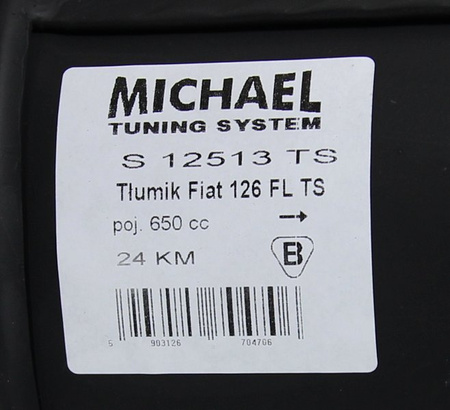 MICHAEL
TUNING SYSTEM
S 12513 TS
Tłumik Fiat 126 FL TS
poj. 650 cc →
24 KM B
5 903126 704706